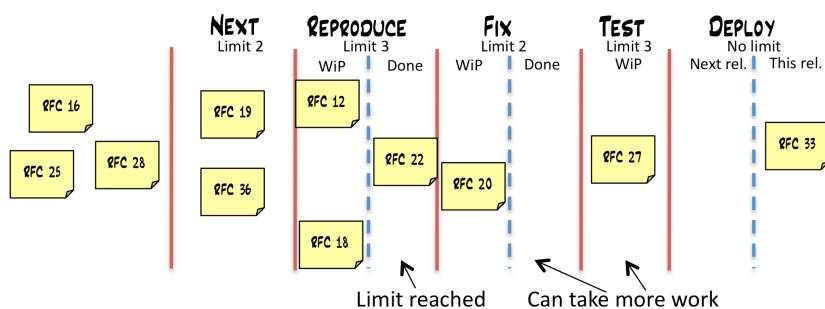 NEXT REPRODUCE FIX TEST DEPLOY
Limit 2 Limit 3 Limit 2 Limit 3 No limit
WiP Done WiP Done WiP Next rel. This rel.
RFC 16
RFC 25
RFC 28
RFC 19
RFC 36
RFC 12
RFC 18
RFC 22
RFC 20
RFC 27
RFC 33
Limit reached
Can take more work